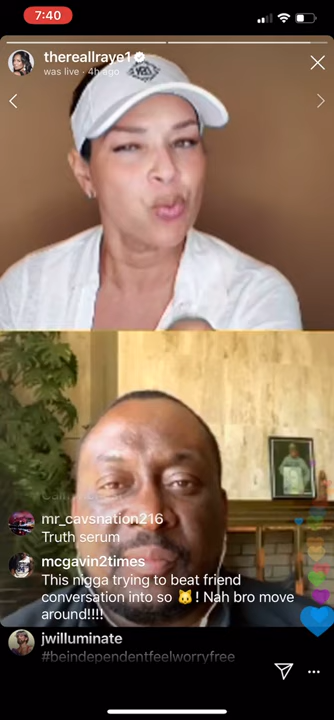 7:40
thereallraye1
was live · 4h ago
mr_cavsnation216
Truth serum
mcgavin2times
This nigga trying to beat friend
conversation into so 🐱! Nah bro move
around!!!!
jwilluminate
#beindependentfeelworryfree